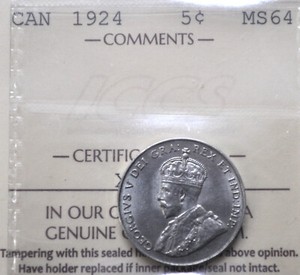 CAN 1924 5¢ MS64
—COMMENTS—
ICCS
— CERTIFIC
GEORGIVS V DEI GRA: REX ET IND: IMP:
IN OUR A
GENUINE
Tampering with this sealed above opinion.
Have holder replaced if inner seal not intact.